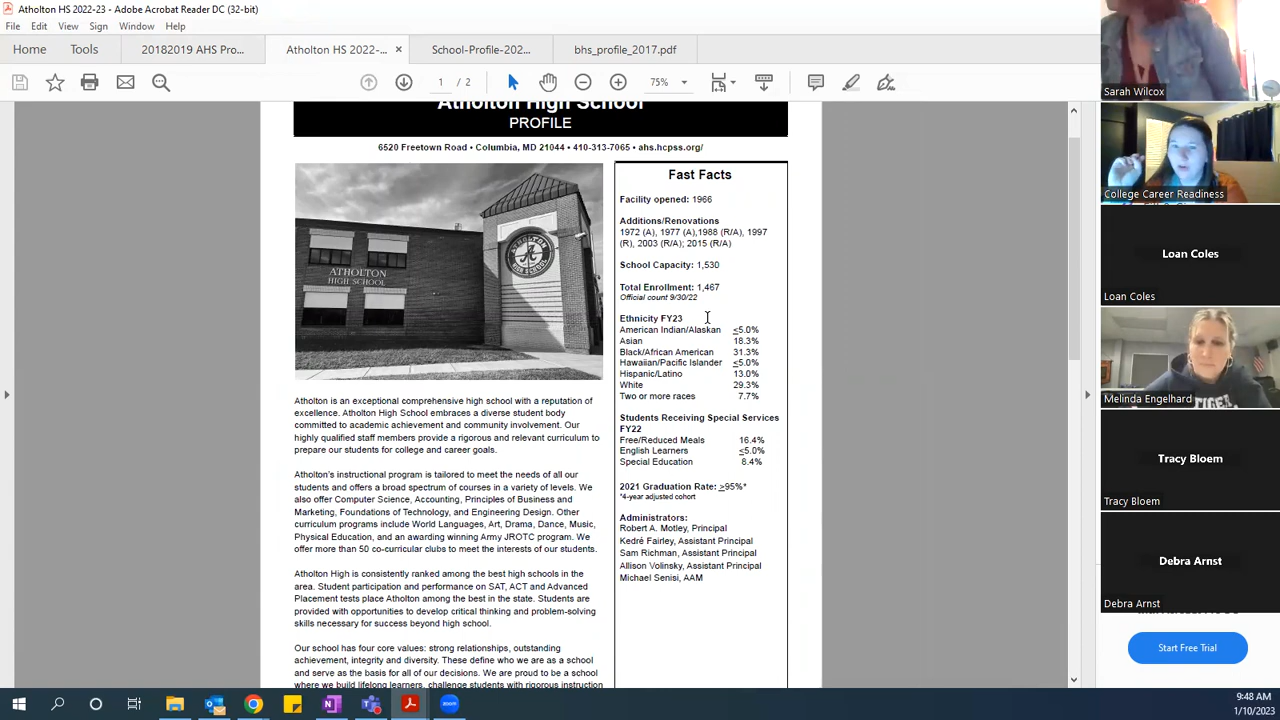 Atholton HS 2022-23 - Adobe Acrobat Reader DC (32-bit)
File Edit View Sign Window Help
Home Tools 20182019 AHS Pro... Atholton HS 2022-... × School-Profile-202... bhs_profile_2017.pdf
1 / 2 75%
Atholton High School
PROFILE
6520 Freetown Road • Columbia, MD 21044 • 410-313-7065 • ahs.hcpss.org/
ATHOLTON
HIGH SCHOOL
A
ATHOLTON
HIGH SCHOOL
Atholton is an exceptional comprehensive high school with a reputation of
excellence. Atholton High School embraces a diverse student body
committed to academic achievement and community involvement. Our
highly qualified staff members provide a rigorous and relevant curriculum to
prepare our students for college and career goals.
Atholton's instructional program is tailored to meet the needs of all our
students and offers a broad spectrum of courses in a variety of levels. We
also offer Computer Science, Accounting, Principles of Business and
Marketing, Foundations of Technology, and Engineering Design. Other
curriculum programs include World Languages, Art, Drama, Dance, Music,
Physical Education, and an awarding winning Army JROTC program. We
offer more than 50 co-curricular clubs to meet the interests of our students.
Atholton High is consistently ranked among the best high schools in the
area. Student participation and performance on SAT, ACT and Advanced
Placement tests place Atholton among the best in the state. Students are
provided with opportunities to develop critical thinking and problem-solving
skills necessary for success beyond high school.
Our school has four core values: strong relationships, outstanding
achievement, integrity and diversity. These define who we are as a school
and serve as the basis for all of our decisions. We are proud to be a school
where we build lifelong learners, challenge students with rigorous instruction
Fast Facts
Facility opened: 1966
Additions/Renovations
1972 (A), 1977 (A),1988 (R/A), 1997
(R), 2003 (R/A); 2015 (R/A)
School Capacity: 1,530
Total Enrollment: 1,467
Official count 9/30/22
Ethnicity FY23
American Indian/Alaskan ≤5.0%
Asian 18.3%
Black/African American 31.3%
Hawaiian/Pacific Islander ≤5.0%
Hispanic/Latino 13.0%
White 29.3%
Two or more races 7.7%
Students Receiving Special Services
FY22
Free/Reduced Meals 16.4%
English Learners ≤5.0%
Special Education 8.4%
2021 Graduation Rate: ≥95%*
*4-year adjusted cohort
Administrators:
Robert A. Motley, Principal
Kedré Fairley, Assistant Principal
Sam Richman, Assistant Principal
Allison Volinsky, Assistant Principal
Michael Senisi, AAM
Sarah Wilcox
College Career Readiness
Loan Coles
Loan Coles
TIGER
Melinda Engelhard
Tracy Bloem
Tracy Bloem
Debra Arnst
Debra Arnst
Start Free Trial
zoom
9:48 AM
1/10/2023